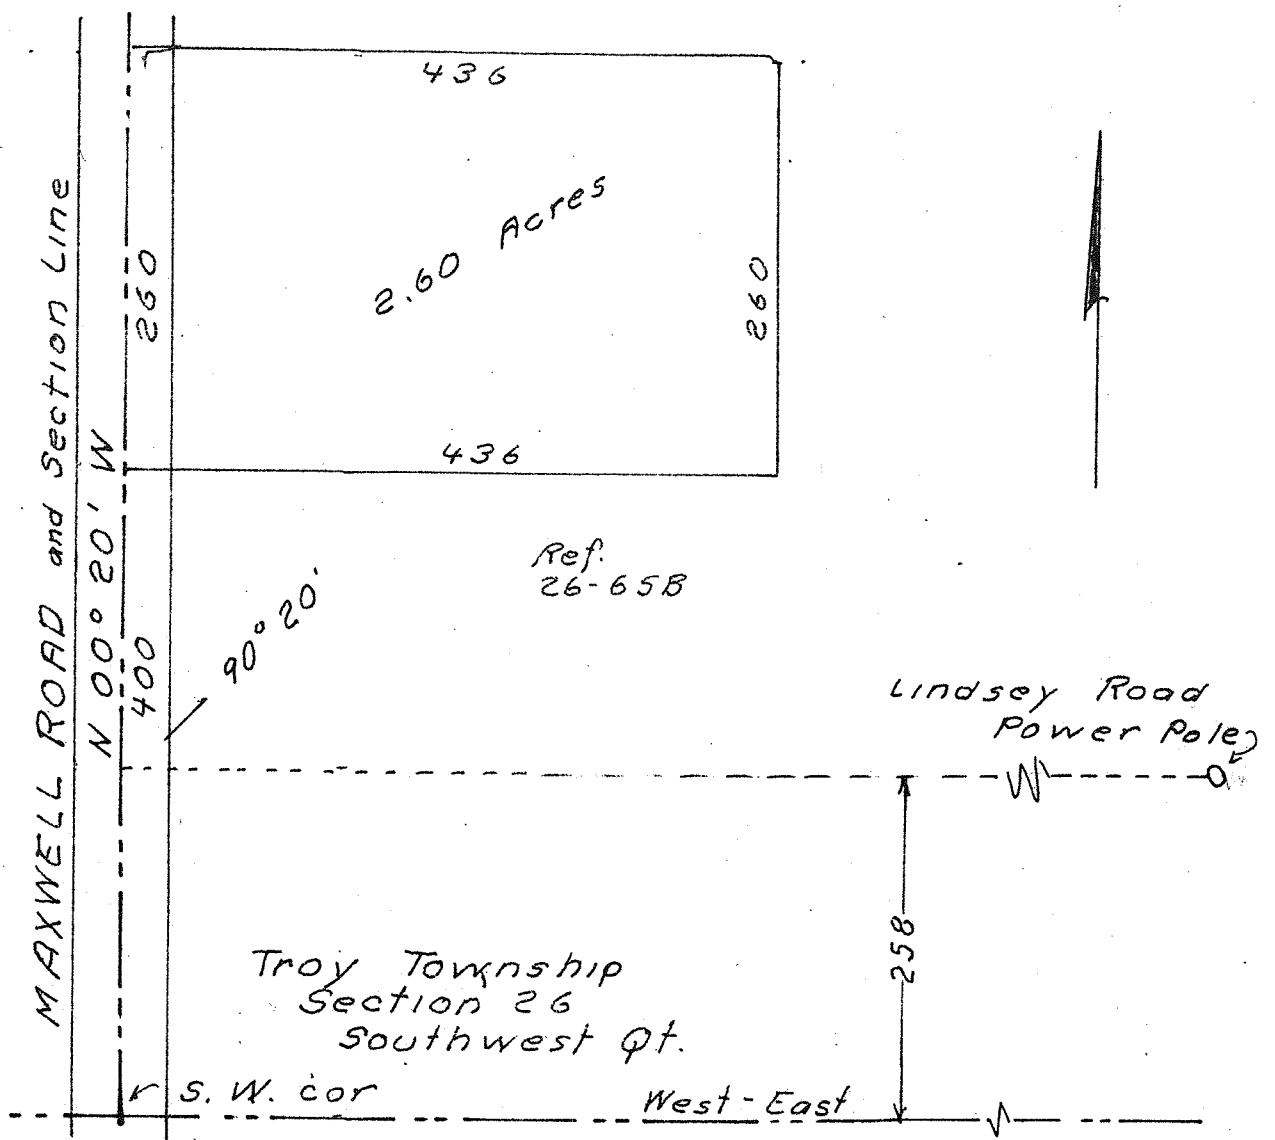 436
2.60 Acres
260
260
MAXWELL ROAD and Section Line
N 00° 20' W
436
400
90° 20'
Ref.
26-65B
Lindsey Road
Power Pole
258
Troy Township
Section 26
Southwest Qt.
S. W. cor
West-East